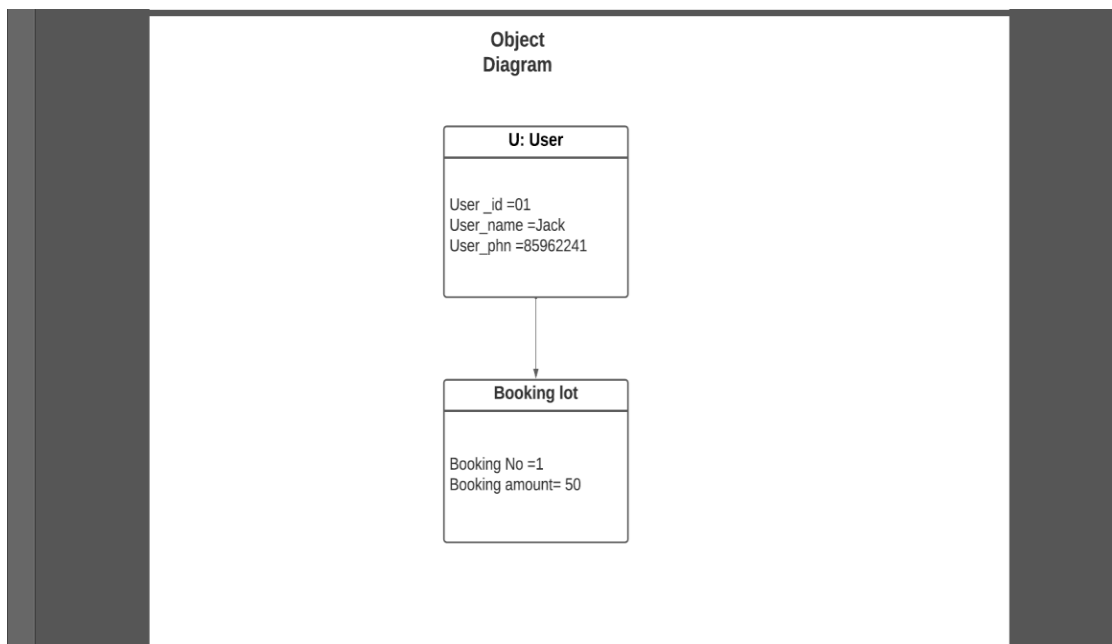 Object
Diagram
U: User
User _id =01
User_name =Jack
User_phn =85962241
Booking lot
Booking No =1
Booking amount= 50